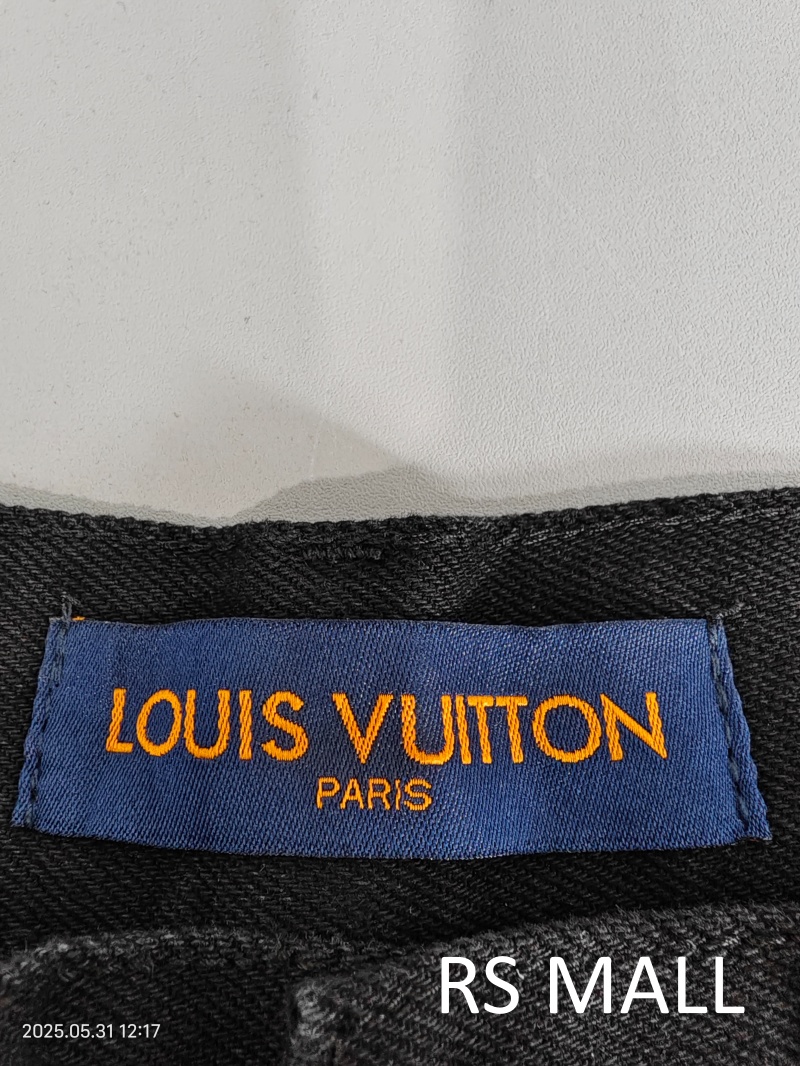 LOUIS VUITTON
PARIS
RS MALL
2025.05.31 12:17